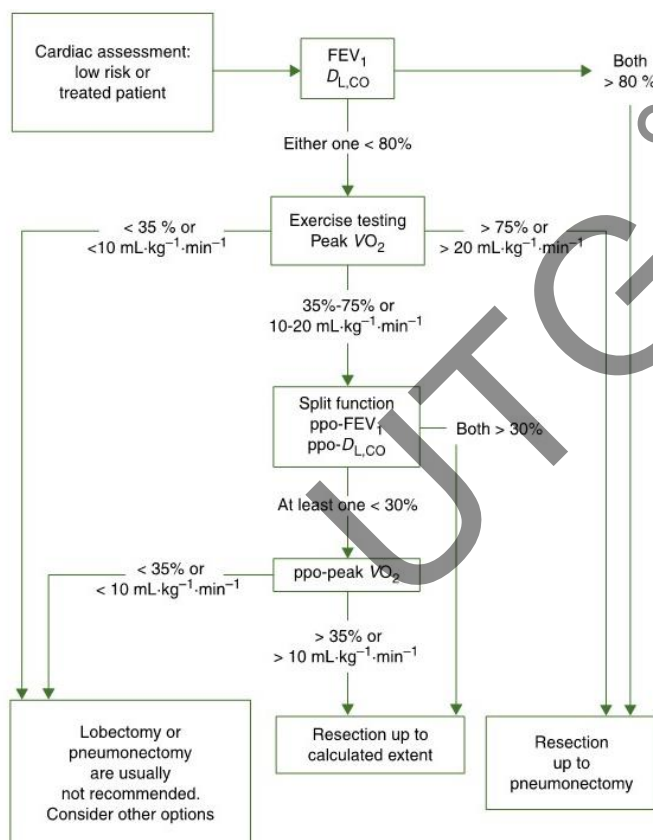 Cardiac assessment:
low risk or
treated patient
FEV₁
D_L,CO
Both
> 80 %
Either one < 80%
< 35 % or
<10 mL·kg⁻¹·min⁻¹
Exercise testing
Peak VO₂
> 75% or
> 20 mL·kg⁻¹·min⁻¹
35%-75% or
10-20 mL·kg⁻¹·min⁻¹
Split function
ppo-FEV₁
ppo-D_L,CO
Both > 30%
At least one < 30%
< 35% or
< 10 mL·kg⁻¹·min⁻¹
ppo-peak VO₂
> 35% or
> 10 mL·kg⁻¹·min⁻¹
Lobectomy or
pneumonectomy
are usually
not recommended.
Consider other options
Resection up to
calculated extent
Resection
up to
pneumonectomy